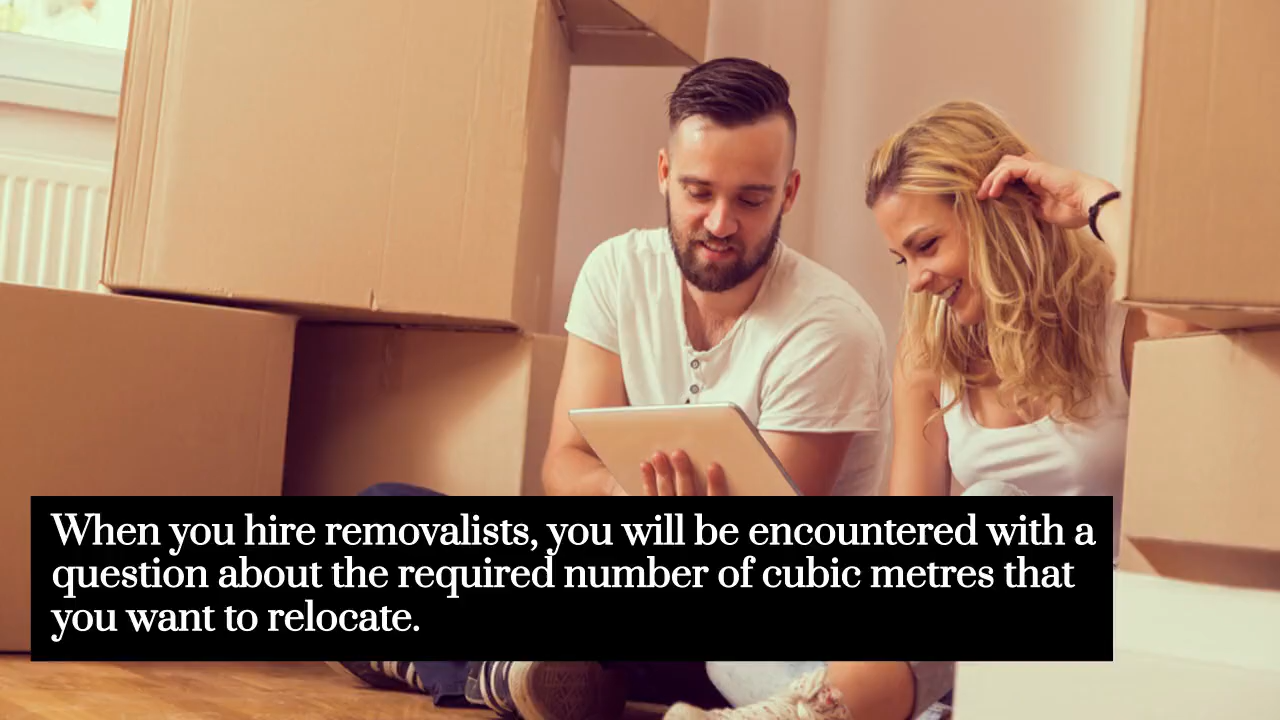 When you hire removalists, you will be encountered with a
question about the required number of cubic metres that
you want to relocate.